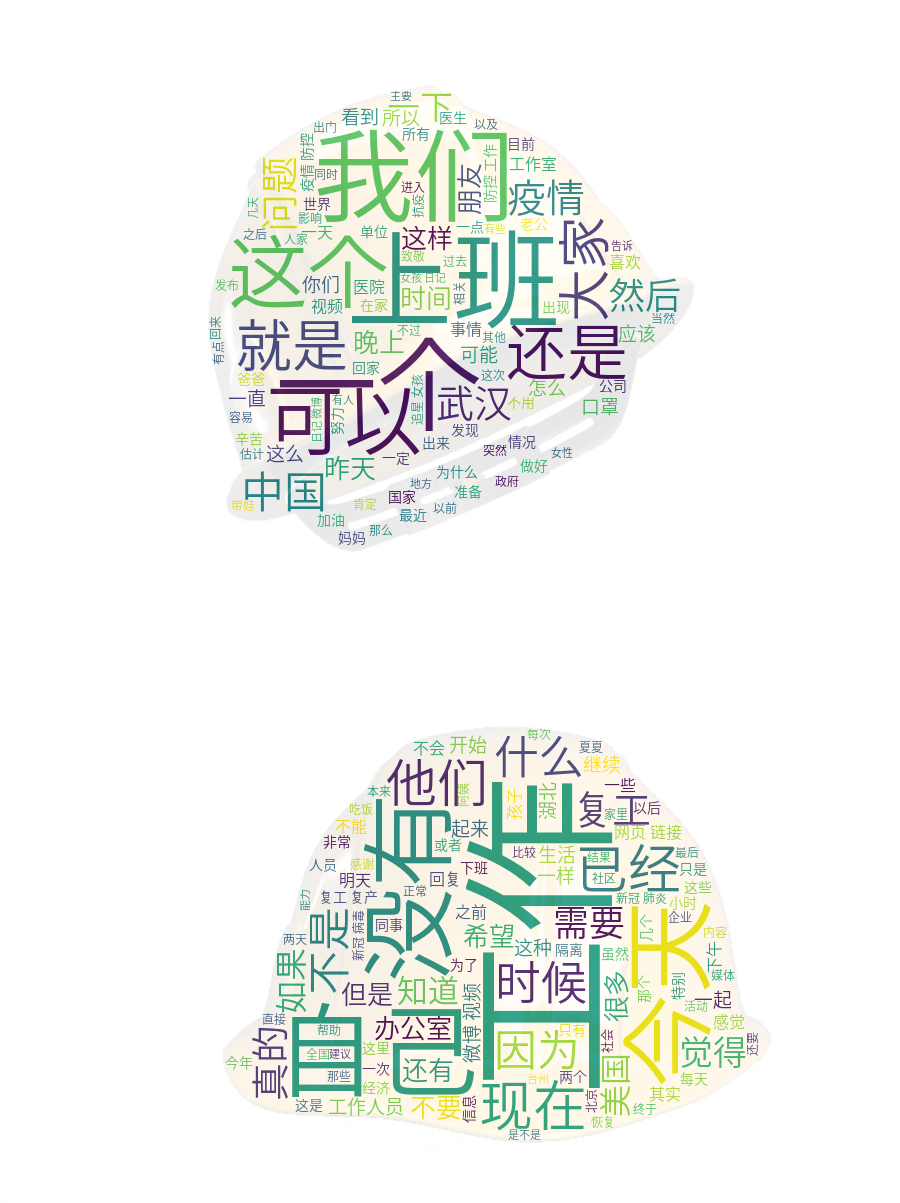 主要
一下
看到
所以
医生
以及
出门
所有
我们
目前
防控
疫情
同时
问题
工作
防控
朋友
工作室
疫情
进入
抗疫
世界
几天
影响
之后
人家
一天
单位
这样
一点
有些
老公
大家
告诉
喜欢
这个
上班
致敬
过去
发布
你们
医院
女孩
日记
时间
相关
视频
在家
出现
然后
当然
有点
回来
就是
晚上
不过
事情
其他
还是
应该
可能
回家
个
这次
爸爸
一直
可以
女孩
追星
武汉
怎么
不用
公司
口罩
容易
微博
日记
有人
努力
发现
辛苦
估计
这么
出来
突然
情况
女性
昨天
一定
为什么
做好
中国
地方
政府
国家
准备
带娃
肯定
以前
加油
最近
那么
妈妈
每次
不会
开始
什么
夏夏
继续
他们
本来
阿姨
孩子
湖北
一些
复工
以后
家里
吃饭
不能
没有
起来
工作
网页
链接
非常
或者
比较
生活
结果
已经
最后
人员
感谢
下班
一样
社区
只是
明天
回复
这些
能力
复工
复产
正常
新冠
肺炎
小时
不是
新冠
病毒
同事
之前
需要
几个
企业
今天
内容
两天
希望
这种
隔离
虽然
下午
媒体
如果
为了
时候
很多
那个
特别
一起
但是
知道
视频
微博
活动
直接
自己
帮助
办公室
只有
社会
感觉
真的
全国
建议
这里
因为
觉得
还要
今年
那些
一次
还有
台州
两个
美国
每天
经济
其实
这是
工作人员
不要
信息
现在
北京
终于
恢复
是不是